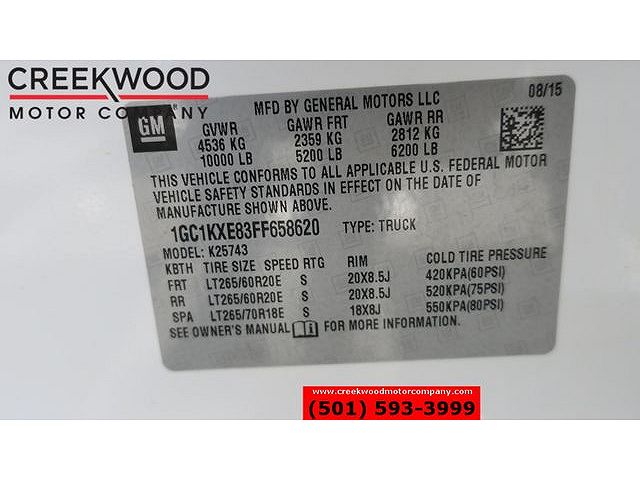 CREEKWOOD
MOTOR COMPANY
GM
®
MFD BY GENERAL MOTORS LLC
08/15
GVWR GAWR FRT GAWR RR
4536 KG 2359 KG 2812 KG
10000 LB 5200 LB 6200 LB
THIS VEHICLE CONFORMS TO ALL APPLICABLE U.S. FEDERAL MOTOR
VEHICLE SAFETY STANDARDS IN EFFECT ON THE DATE OF
MANUFACTURE SHOWN ABOVE.
1GC1KXE83FF658620 TYPE: TRUCK
MODEL: K25743
KBTH TIRE SIZE SPEED RTG RIM COLD TIRE PRESSURE
FRT LT265/60R20E S 20X8.5J 420KPA(60PSI)
RR LT265/60R20E S 20X8.5J 520KPA(75PSI)
SPA LT265/70R18E S 18X8J 550KPA(80PSI)
SEE OWNER'S MANUAL i FOR MORE INFORMATION.
www.creekwoodmotorcompany.com
(501) 593-3999